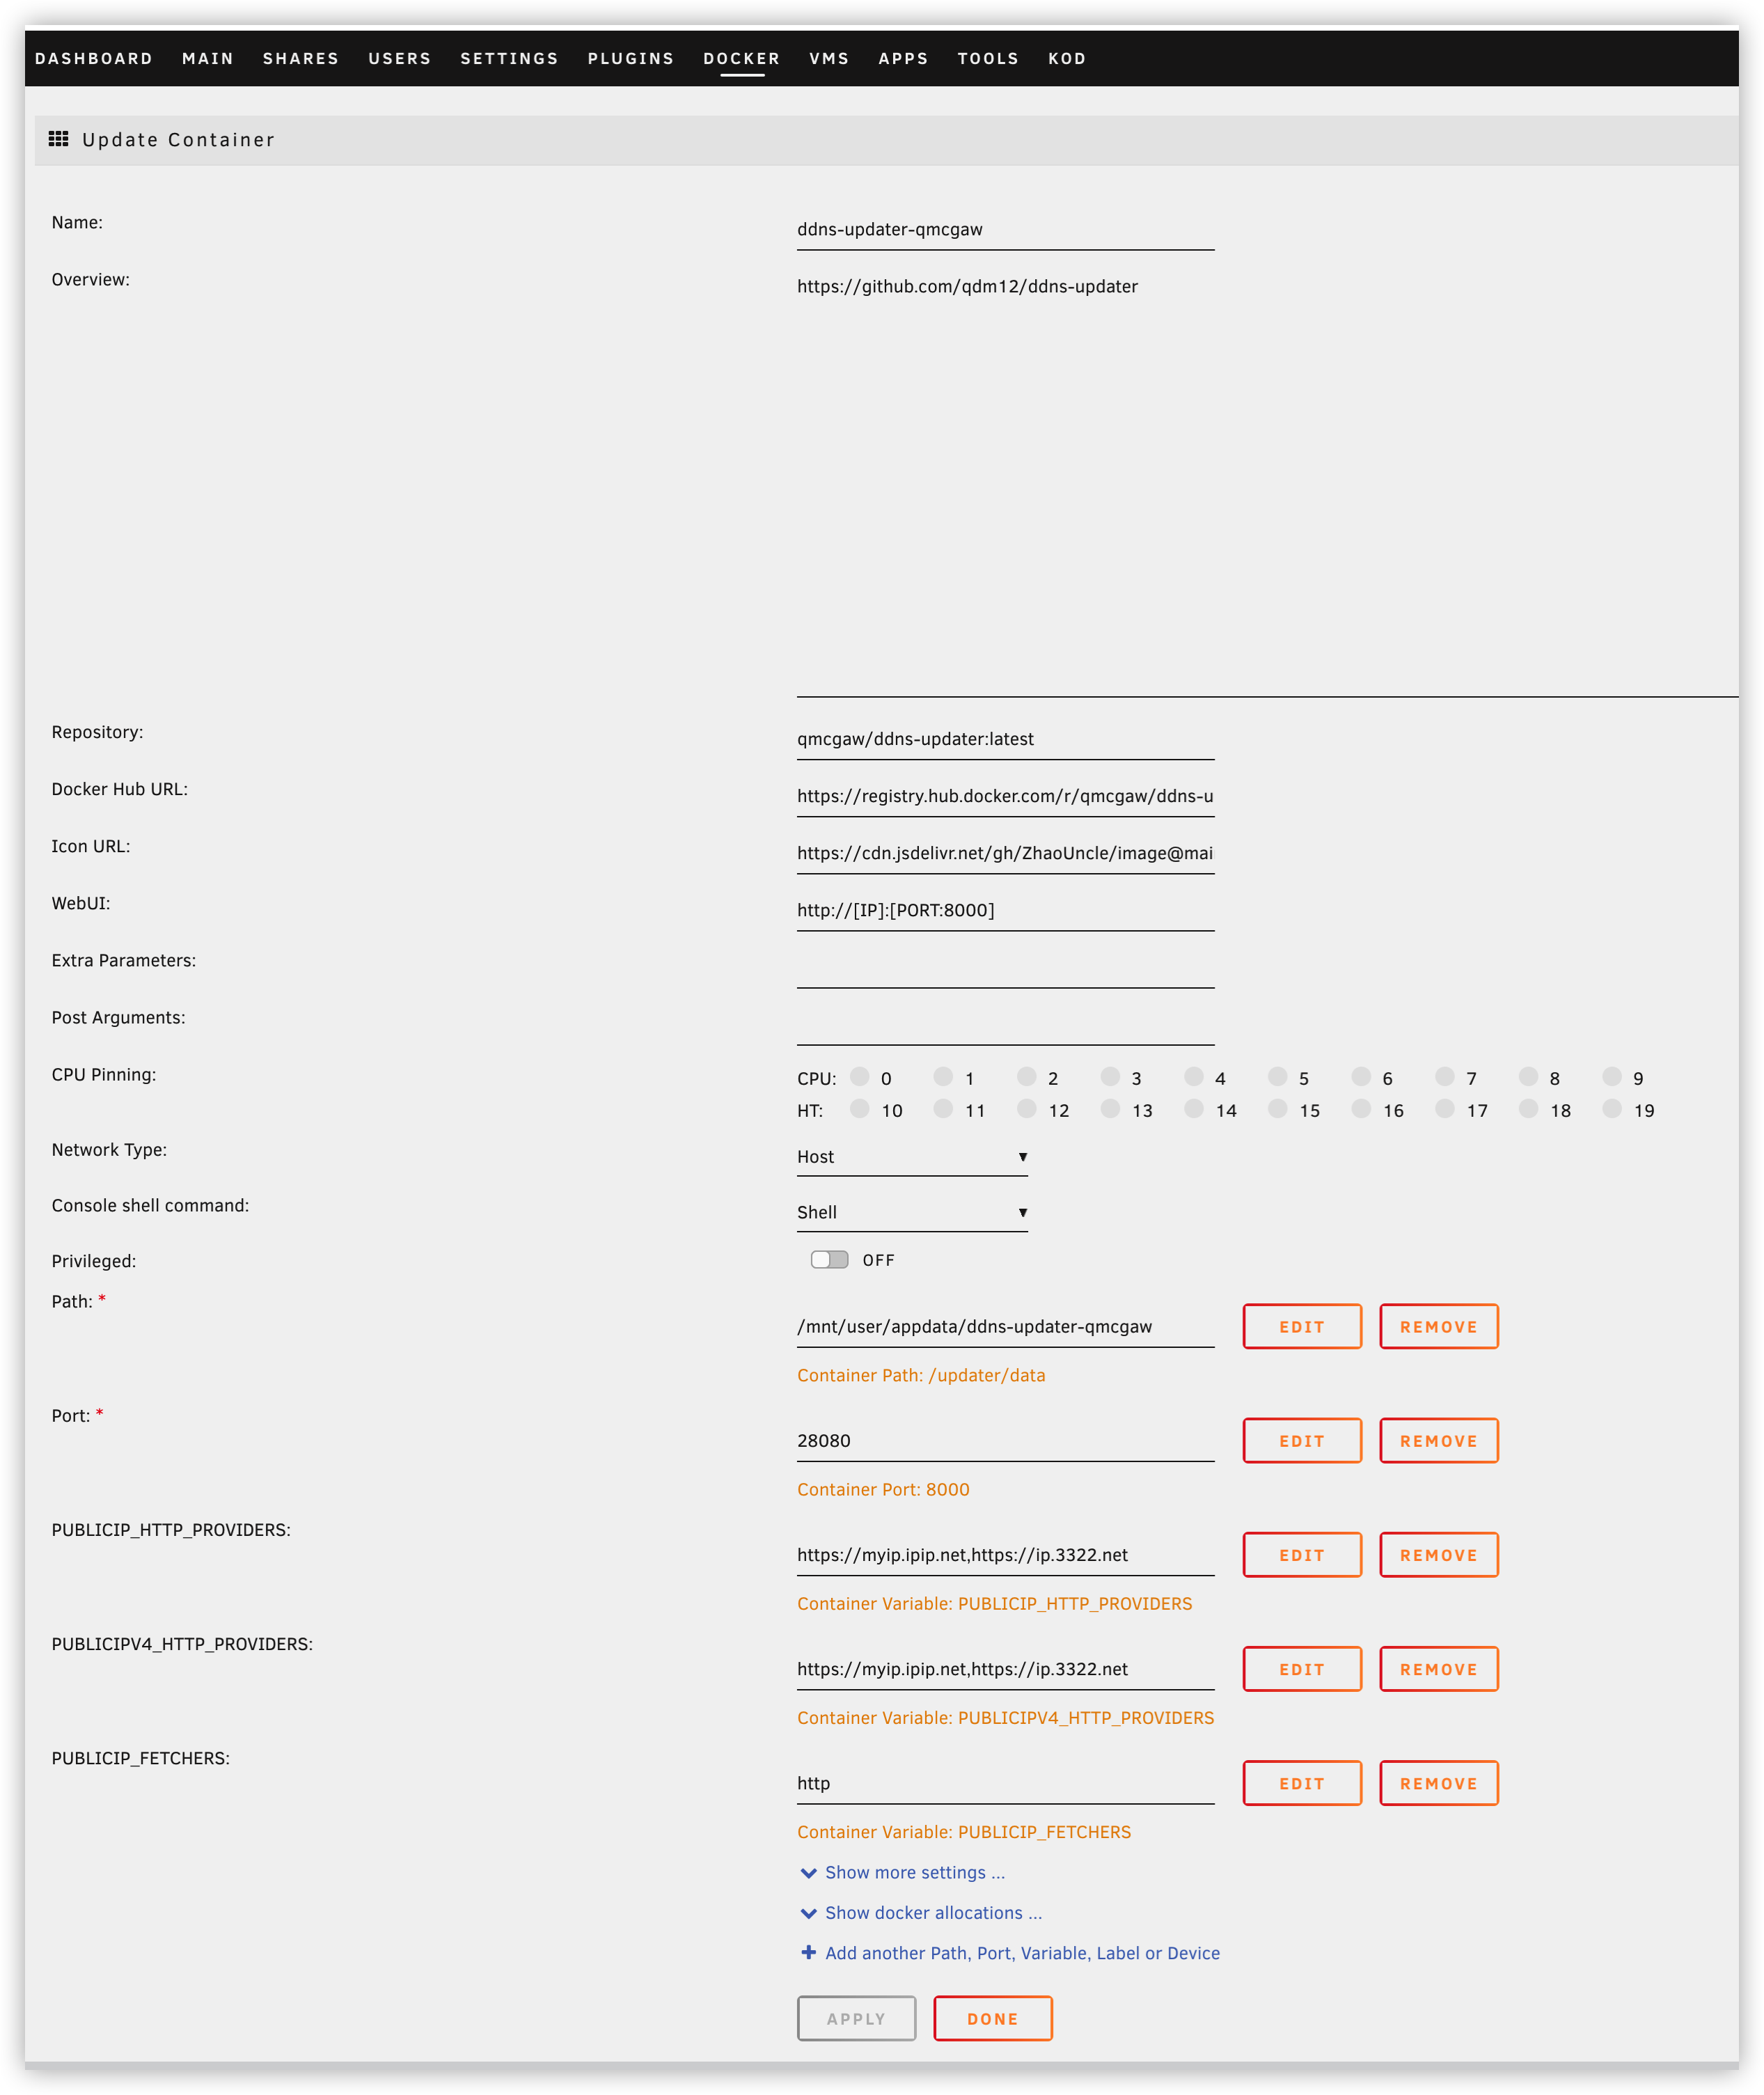 DASHBOARD MAIN SHARES USERS SETTINGS PLUGINS DOCKER VMS APPS TOOLS KOD
Update Container
Name:
ddns-updater-qmcgaw
Overview:
https://github.com/qdm12/ddns-updater
Repository:
qmcgaw/ddns-updater:latest
Docker Hub URL:
https://registry.hub.docker.com/r/qmcgaw/ddns-u
Icon URL:
https://cdn.jsdelivr.net/gh/ZhaoUncle/image@mai
WebUI:
http://[IP]:[PORT:8000]
Extra Parameters:
Post Arguments:
CPU Pinning:
CPU: 0 1 2 3 4 5 6 7 8 9
HT: 10 11 12 13 14 15 16 17 18 19
Network Type:
Host
Console shell command:
Shell
Privileged:
OFF
Path: *
/mnt/user/appdata/ddns-updater-qmcgaw EDIT REMOVE
Container Path: /updater/data
Port: *
28080 EDIT REMOVE
Container Port: 8000
PUBLICIP_HTTP_PROVIDERS:
https://myip.ipip.net,https://ip.3322.net EDIT REMOVE
Container Variable: PUBLICIP_HTTP_PROVIDERS
PUBLICIPV4_HTTP_PROVIDERS:
https://myip.ipip.net,https://ip.3322.net EDIT REMOVE
Container Variable: PUBLICIPV4_HTTP_PROVIDERS
PUBLICIP_FETCHERS:
http EDIT REMOVE
Container Variable: PUBLICIP_FETCHERS
Show more settings ...
Show docker allocations ...
Add another Path, Port, Variable, Label or Device
APPLY DONE